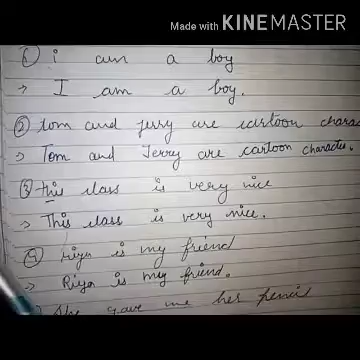 Made with KINEMASTER
① i am a boy
→ I am a boy.
② tom and jerry are cartoon charac
→ Tom and Jerry are cartoon character.
③ this class is very nice
→ This class is very nice.
④ riya is my friend
→ Riya is my friend.
she gave me her pencil